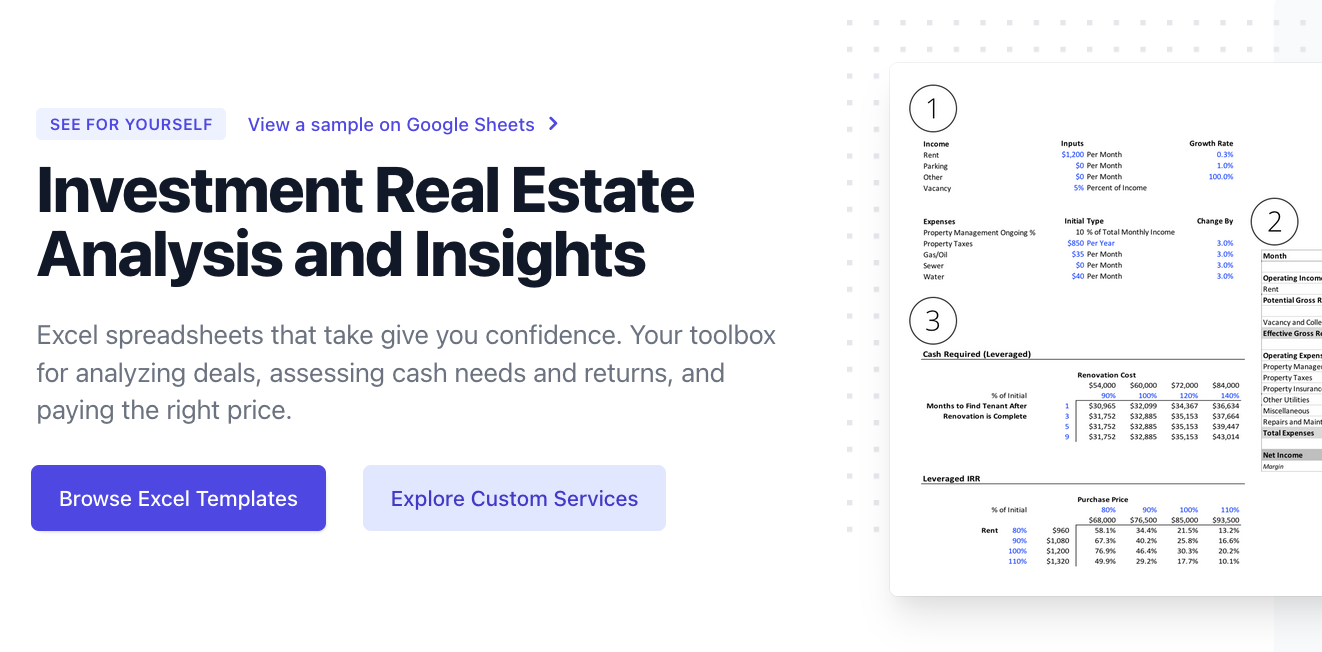 SEE FOR YOURSELF View a sample on Google Sheets
Investment Real Estate
Analysis and Insights
Excel spreadsheets that take give you confidence. Your toolbox
for analyzing deals, assessing cash needs and returns, and
paying the right price.
Browse Excel Templates Explore Custom Services
1
Income Inputs Growth Rate
Rent $1,200 Per Month 0.3%
Parking $0 Per Month 1.0%
Other $0 Per Month 100.0%
Vacancy 5% Percent of Income
Expenses Initial Type Change By
Property Management Ongoing % 10 % of Total Monthly Income
Property Taxes $850 Per Year 3.0%
Gas/Oil $35 Per Month 3.0%
Sewer $0 Per Month 3.0%
Water $40 Per Month 3.0%
2
Month
Operating Incom
Rent
Potential Gross R
Vacancy and Colle
Effective Gross Re
Operating Expens
Property Manage
Property Taxes
Property Insuranc
Other Utilities
Miscellaneous
Repairs and Maint
Total Expenses
Net Income
Margin
3
Cash Required (Leveraged)
Renovation Cost
$54,000 $60,000 $72,000 $84,000
% of Initial 90% 100% 120% 140%
Months to Find Tenant After 1 $30,965 $32,099 $34,367 $36,634
Renovation is Complete 3 $31,752 $32,885 $35,153 $37,664
5 $31,752 $32,885 $35,153 $39,447
9 $31,752 $32,885 $35,153 $43,014
Leveraged IRR
Purchase Price
% of Initial 80% 90% 100% 110%
$68,000 $76,500 $85,000 $93,500
Rent 80% $960 58.1% 34.4% 21.5% 13.2%
90% $1,080 67.3% 40.2% 25.8% 16.6%
100% $1,200 76.9% 46.4% 30.3% 20.2%
110% $1,320 49.9% 29.2% 17.7% 10.1%